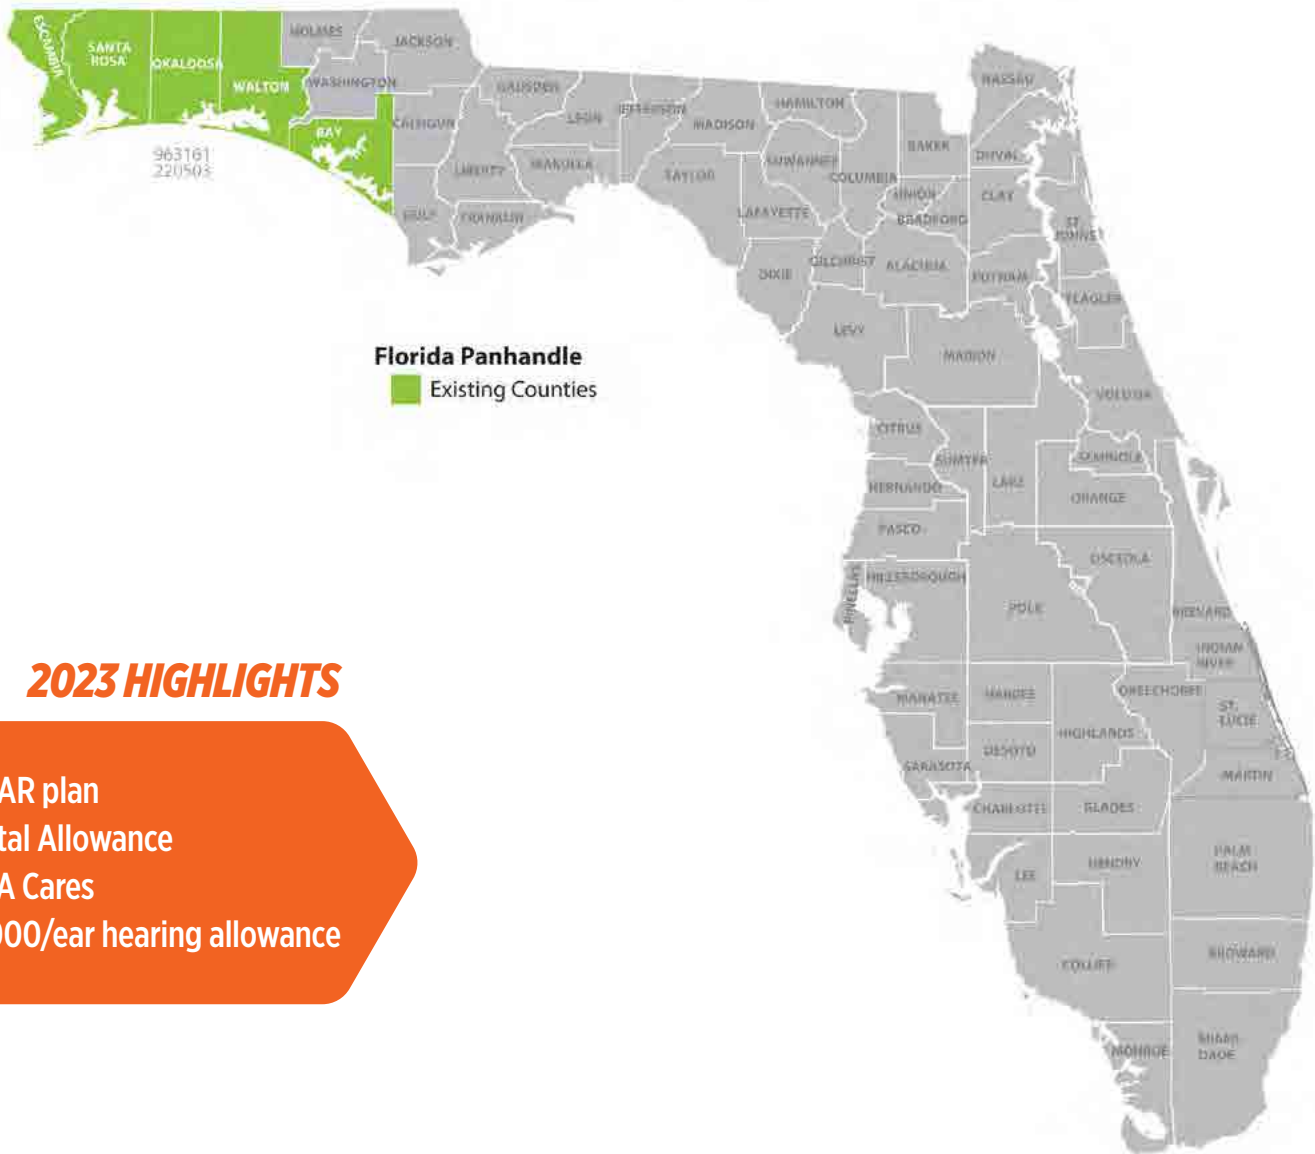 ESCAMBIA
SANTA
ROSA
OKALOOSA
WALTON
HOLMES
WASHINGTON
JACKSON
BAY
CALHOUN
GULF
GADSDEN
LEON
LIBERTY
WAKULLA
FRANKLIN
JEFFERSON
MADISON
TAYLOR
HAMILTON
SUWANNEE
LAFAYETTE
COLUMBIA
DIXIE
GILCHRIST
BAKER
UNION
BRADFORD
ALACHUA
NASSAU
DUVAL
CLAY
ST.
JOHNS
PUTNAM
FLAGLER
LEVY
MARION
VOLUSIA
963161
220503
Florida Panhandle
Existing Counties
CITRUS
SUMTER
LAKE
SEMINOLE
HERNANDO
ORANGE
PASCO
OSCEOLA
PINELLAS
HILLSBOROUGH
POLK
BREVARD
INDIAN
RIVER
MANATEE
HARDEE
HIGHLANDS
OKEECHOBEE
ST.
LUCIE
SARASOTA
DESOTO
MARTIN
CHARLOTTE
GLADES
LEE
HENDRY
PALM
BEACH
COLLIER
BROWARD
MONROE
MIAMI-
DADE
2023 HIGHLIGHTS
AR plan
tal Allowance
A Cares
000/ear hearing allowance